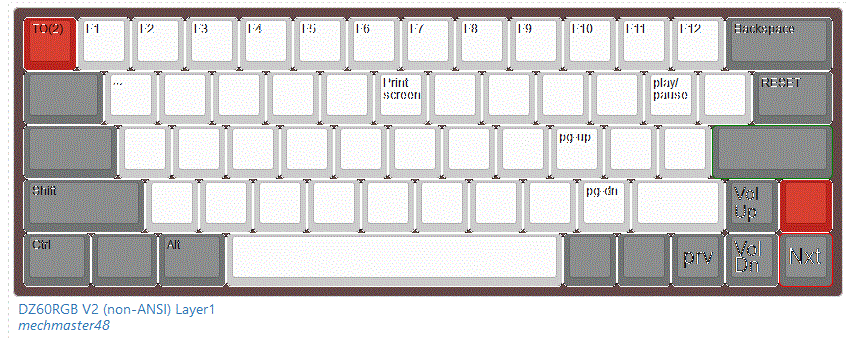 TO(2) F1 F2 F3 F4 F5 F6 F7 F8 F9 F10 F11 F12 Backspace
... Print screen play/ pause RESET
pg-up
Shift pg-dn Vol Up
Ctrl Alt prv Vol Dn Nxt
DZ60RGB V2 (non-ANSI) Layer1
mechmaster48